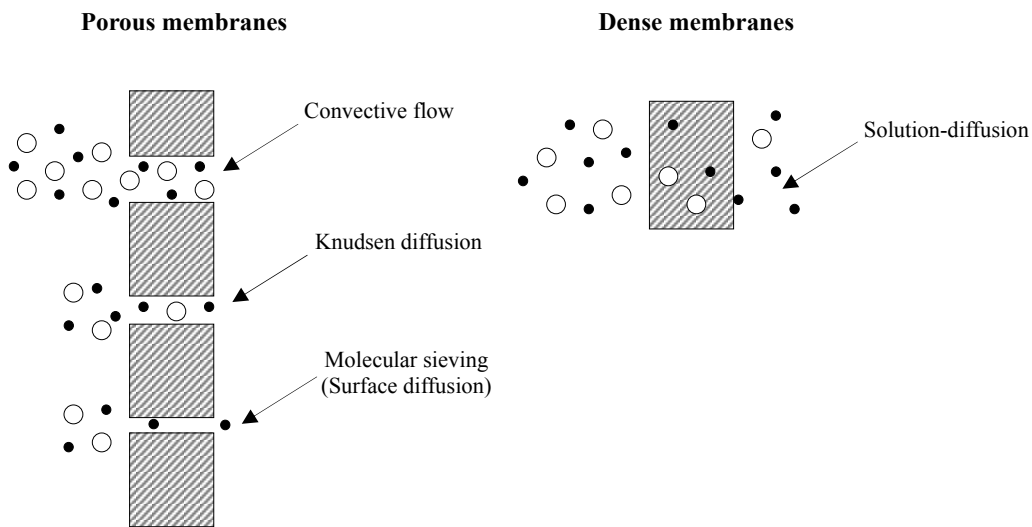 Porous membranes
Dense membranes
Convective flow
Solution-diffusion
Knudsen diffusion
Molecular sieving
(Surface diffusion)